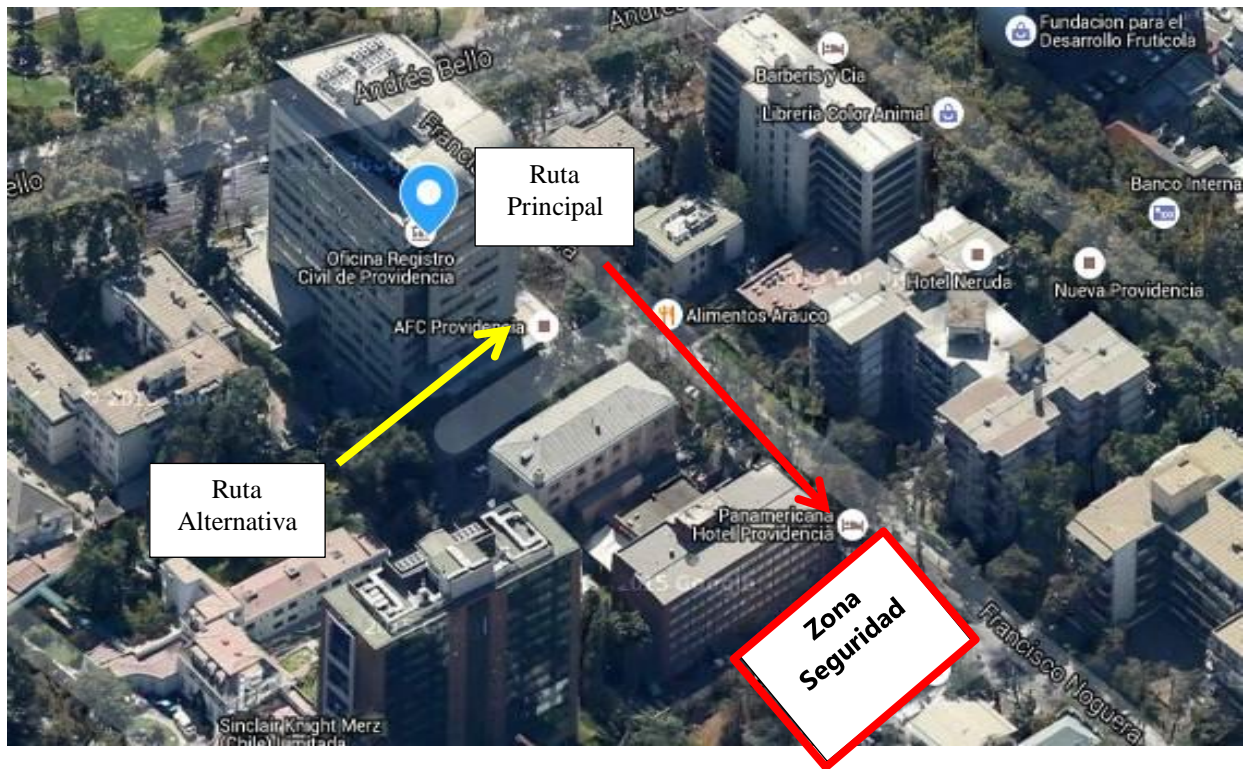 Fundacion para el
Desarrollo Fruticola
Andrés Bello
Barberis y Cia
Libreria Color Animal
Ruta
Principal
Banco Interna
Oficina Registro
Civil de Providencia
Hotel Neruda
Nueva Providencia
AFC Providencia
Alimentos Arauco
Ruta
Alternativa
Panamericana
Hotel Providencia
Zona
Seguridad
Francisco Noguera
Sinclair Knight Merz
(Chile) limitada